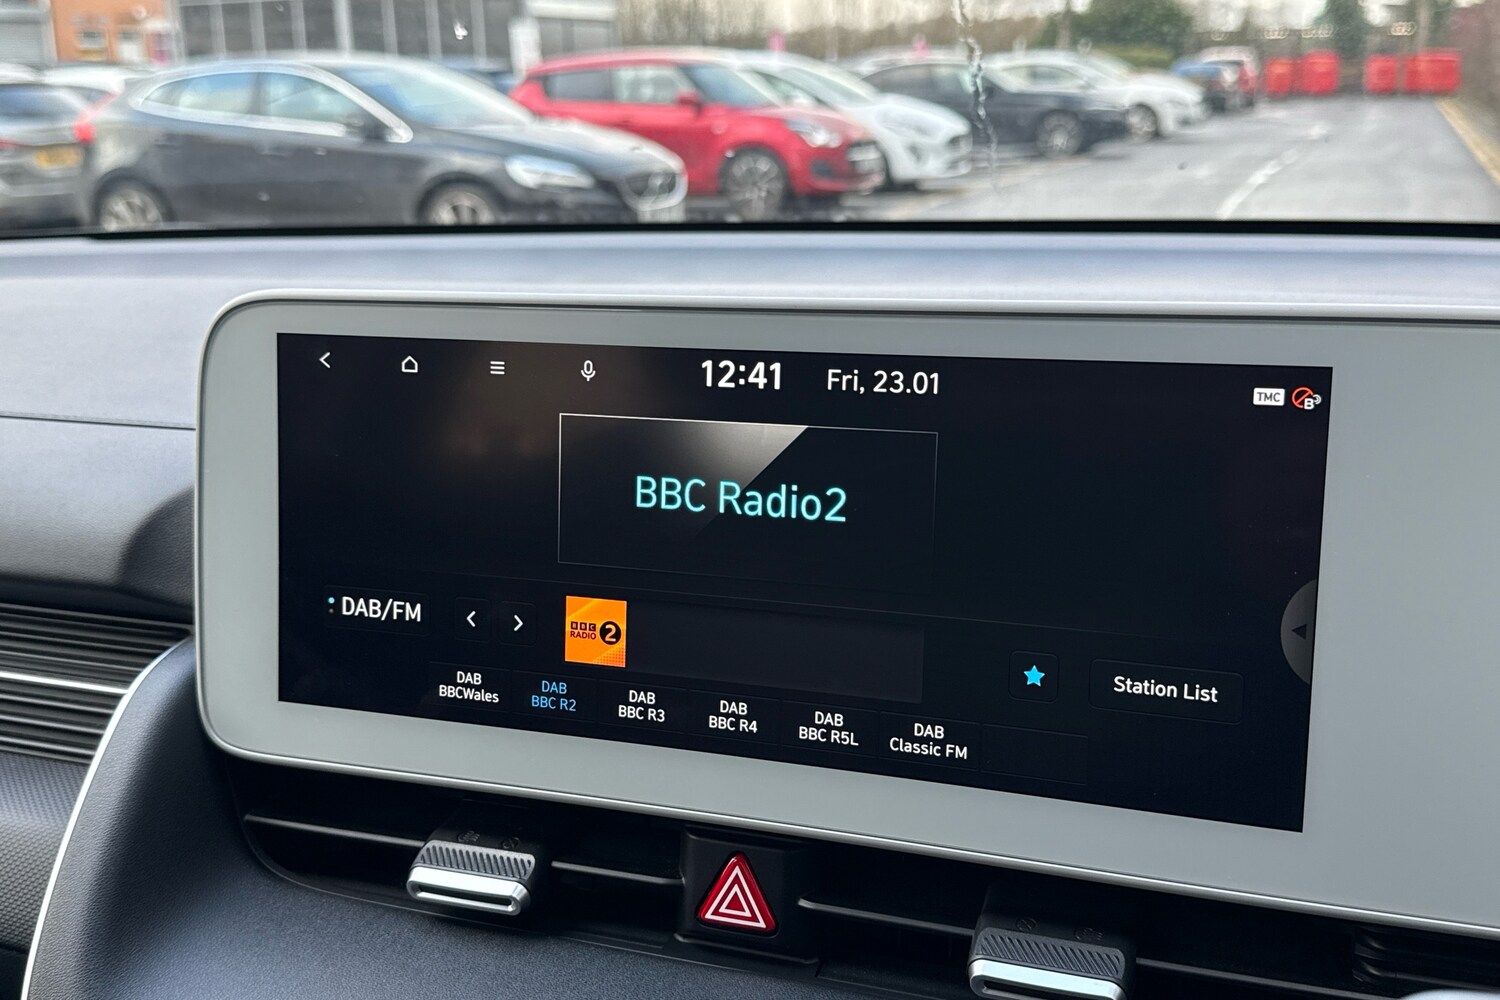 12:41 Fri, 23.01
TMC
B
BBC Radio2
DAB/FM
BBC
RADIO 2
Station List
DAB
BBCWales
DAB
BBC R2
DAB
BBC R3
DAB
BBC R4
DAB
BBC R5L
DAB
Classic FM